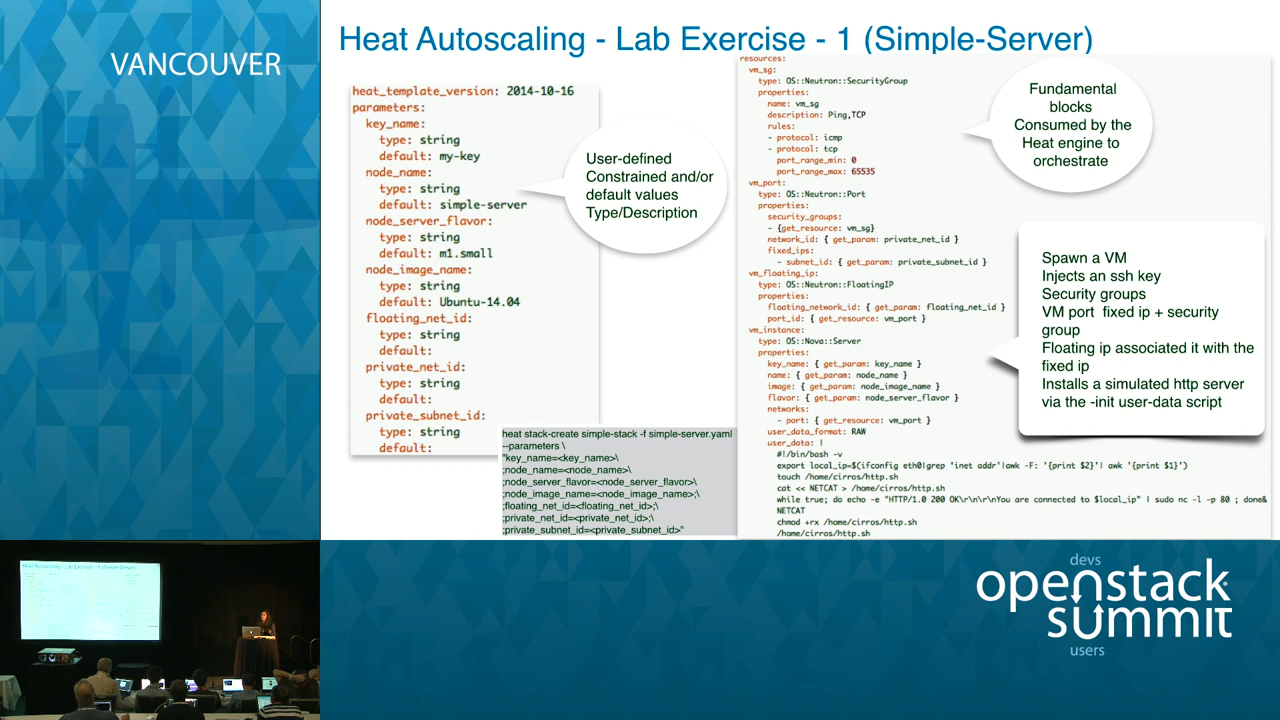 VANCOUVER
Heat Autoscaling - Lab Exercise - 1 (Simple-Server)
heat_template_version: 2014-10-16
parameters:
key_name:
type: string
default: my-key
node_name:
type: string
default: simple-server
node_server_flavor:
type: string
default: m1.small
node_image_name:
type: string
default: Ubuntu-14.04
floating_net_id:
type: string
default:
private_net_id:
type: string
default:
private_subnet_id:
type: string
default:
User-defined
Constrained and/or
default values
Type/Description
heat stack-create simple-stack -f simple-server.yaml
--parameters \
"key_name=<key_name>\
;node_name=<node_name>\
;node_server_flavor=<node_server_flavor>\
;node_image_name=<node_image_name>;\
;floating_net_id=<floating_net_id>;\
;private_net_id=<private_net_id>;\
;private_subnet_id=<private_subnet_id>"
resources:
vm_sg:
type: OS::Neutron::SecurityGroup
properties:
name: vm_sg
description: Ping,TCP
rules:
- protocol: icmp
- protocol: tcp
port_range_min: 0
port_range_max: 65535
vm_port:
type: OS::Neutron::Port
properties:
security_groups:
- {get_resource: vm_sg}
network_id: { get_param: private_net_id }
fixed_ips:
- subnet_id: { get_param: private_subnet_id }
vm_floating_ip:
type: OS::Neutron::FloatingIP
properties:
floating_network_id: { get_param: floating_net_id }
port_id: { get_resource: vm_port }
vm_instance:
type: OS::Nova::Server
properties:
key_name: { get_param: key_name }
name: { get_param: node_name }
image: { get_param: node_image_name }
flavor: { get_param: node_server_flavor }
networks:
- port: { get_resource: vm_port }
user_data_format: RAW
user_data: |
#!/bin/bash -v
export local_ip=$(ifconfig eth0|grep 'inet addr'|awk -F: '{print $2}'| awk '{print $1}')
touch /home/cirros/http.sh
cat << NETCAT > /home/cirros/http.sh
while true; do echo -e "HTTP/1.0 200 OK\r\n\r\nYou are connected to $local_ip" | sudo nc -l -p 80 ; done&
NETCAT
chmod +rx /home/cirros/http.sh
/home/cirros/http.sh
Fundamental
blocks
Consumed by the
Heat engine to
orchestrate
Spawn a VM
Injects an ssh key
Security groups
VM port fixed ip + security
group
Floating ip associated it with the
fixed ip
Installs a simulated http server
via the -init user-data script
Heat Autoscaling - Lab Exercise - 1 (Simple-Server)
devs
openstack
summit
users